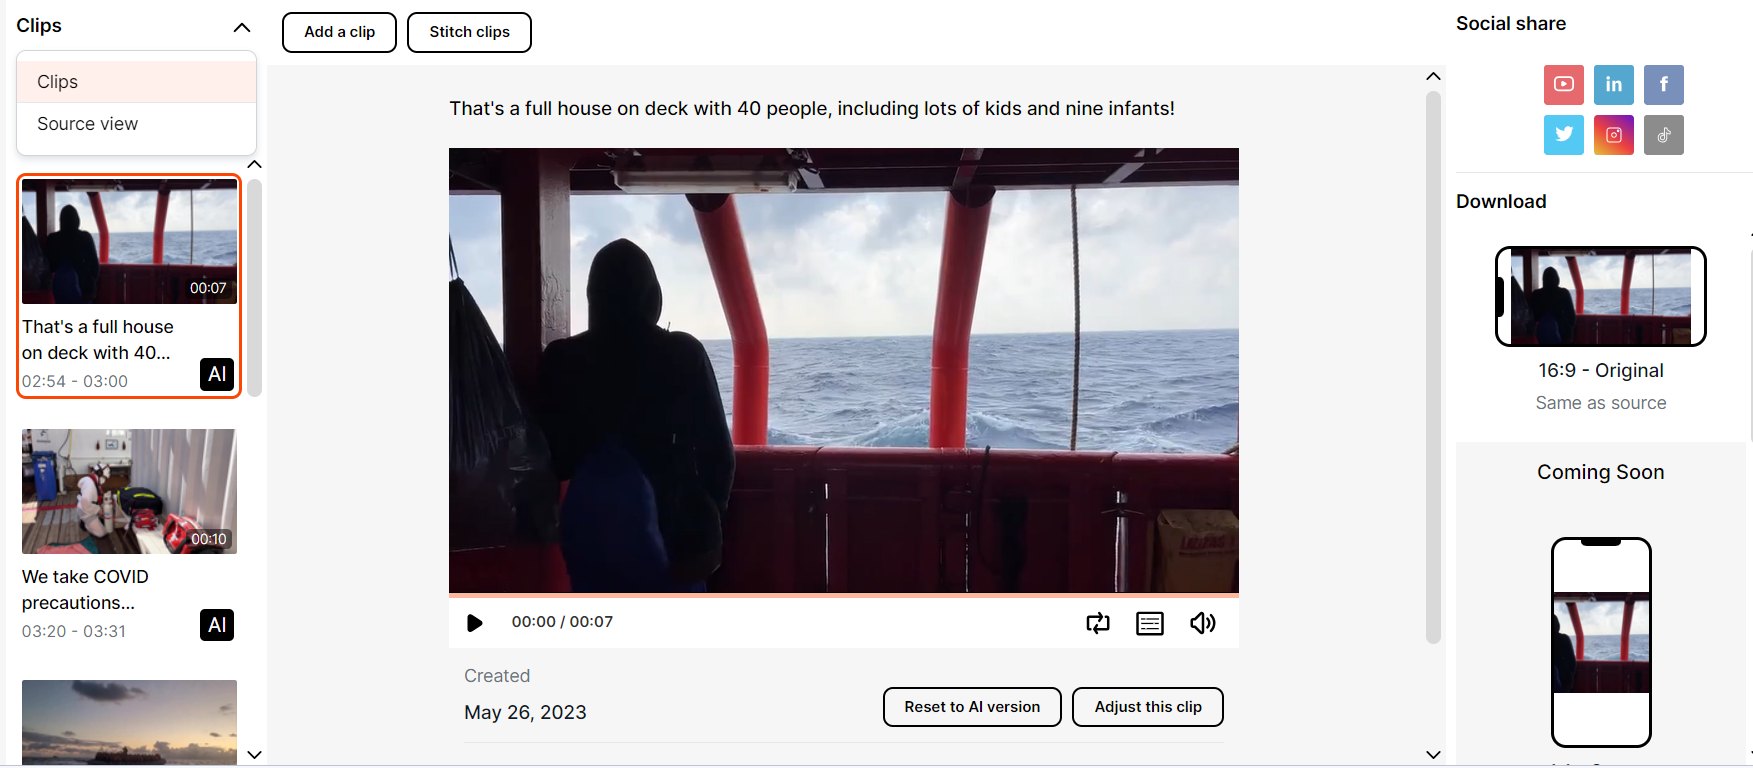 Clips
Clips
Source view
00:07
That's a full house
on deck with 40...
02:54 - 03:00
AI
00:10
We take COVID
precautions...
03:20 - 03:31
AI
Add a clip
Stitch clips
That's a full house on deck with 40 people, including lots of kids and nine infants!
00:00 / 00:07
Created
May 26, 2023
Reset to AI version
Adjust this clip
Social share
in
f
Download
16:9 - Original
Same as source
Coming Soon